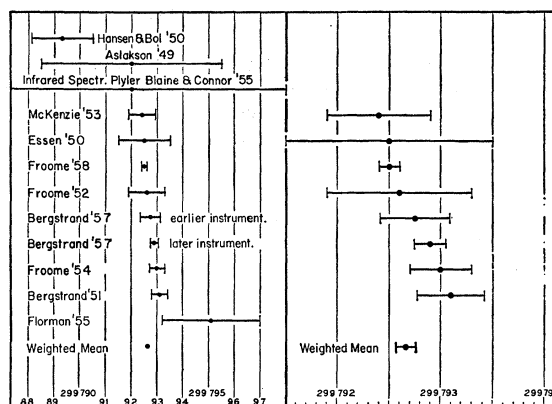 Hansen&Bol '50
Aslakson '49
Infrared Spectr. Plyler Blaine & Connor '55
McKenzie '53
Essen '50
Froome '58
Froome '52
Bergstrand '57 earlier instrument.
Bergstrand '57 later instrument.
Froome '54
Bergstrand '51
Florman '55
Weighted Mean Weighted Mean
299790 299795 299792 299793 29979
88 89 91 92 93 94 96 97